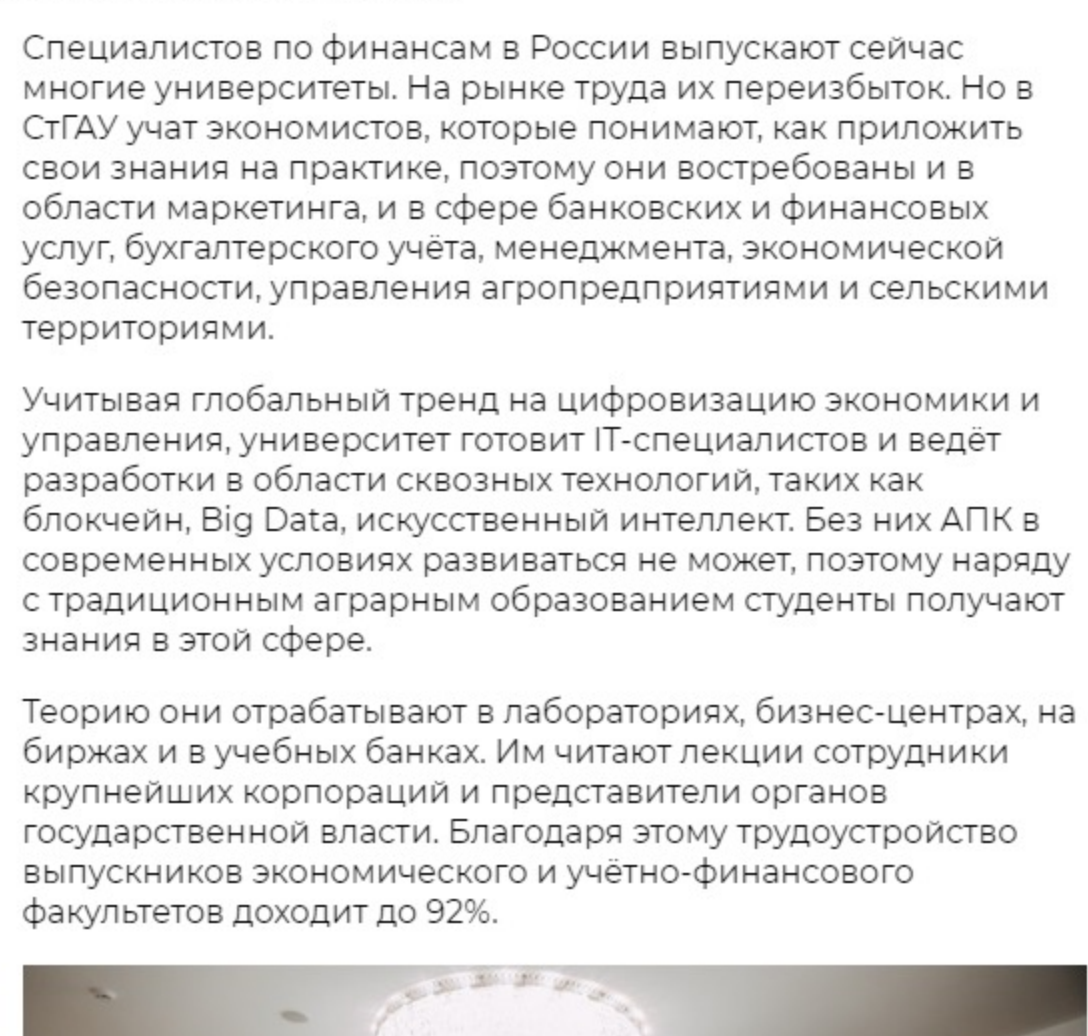 Специалистов по финансам в России выпускают сейчас
многие университеты. На рынке труда их переизбыток. Но в
СтГАУ учат экономистов, которые понимают, как приложить
свои знания на практике, поэтому они востребованы и в
области маркетинга, и в сфере банковских и финансовых
услуг, бухгалтерского учёта, менеджмента, экономической
безопасности, управления агропредприятиями и сельскими
территориями.
Учитывая глобальный тренд на цифровизацию экономики и
управления, университет готовит IT-специалистов и ведёт
разработки в области сквозных технологий, таких как
блокчейн, Big Data, искусственный интеллект. Без них АПК в
современных условиях развиваться не может, поэтому наряду
с традиционным аграрным образованием студенты получают
знания в этой сфере.
Теорию они отрабатывают в лабораториях, бизнес-центрах, на
биржах и в учебных банках. Им читают лекции сотрудники
крупнейших корпораций и представители органов
государственной власти. Благодаря этому трудоустройство
выпускников экономического и учётно-финансового
факультетов доходит до 92%.